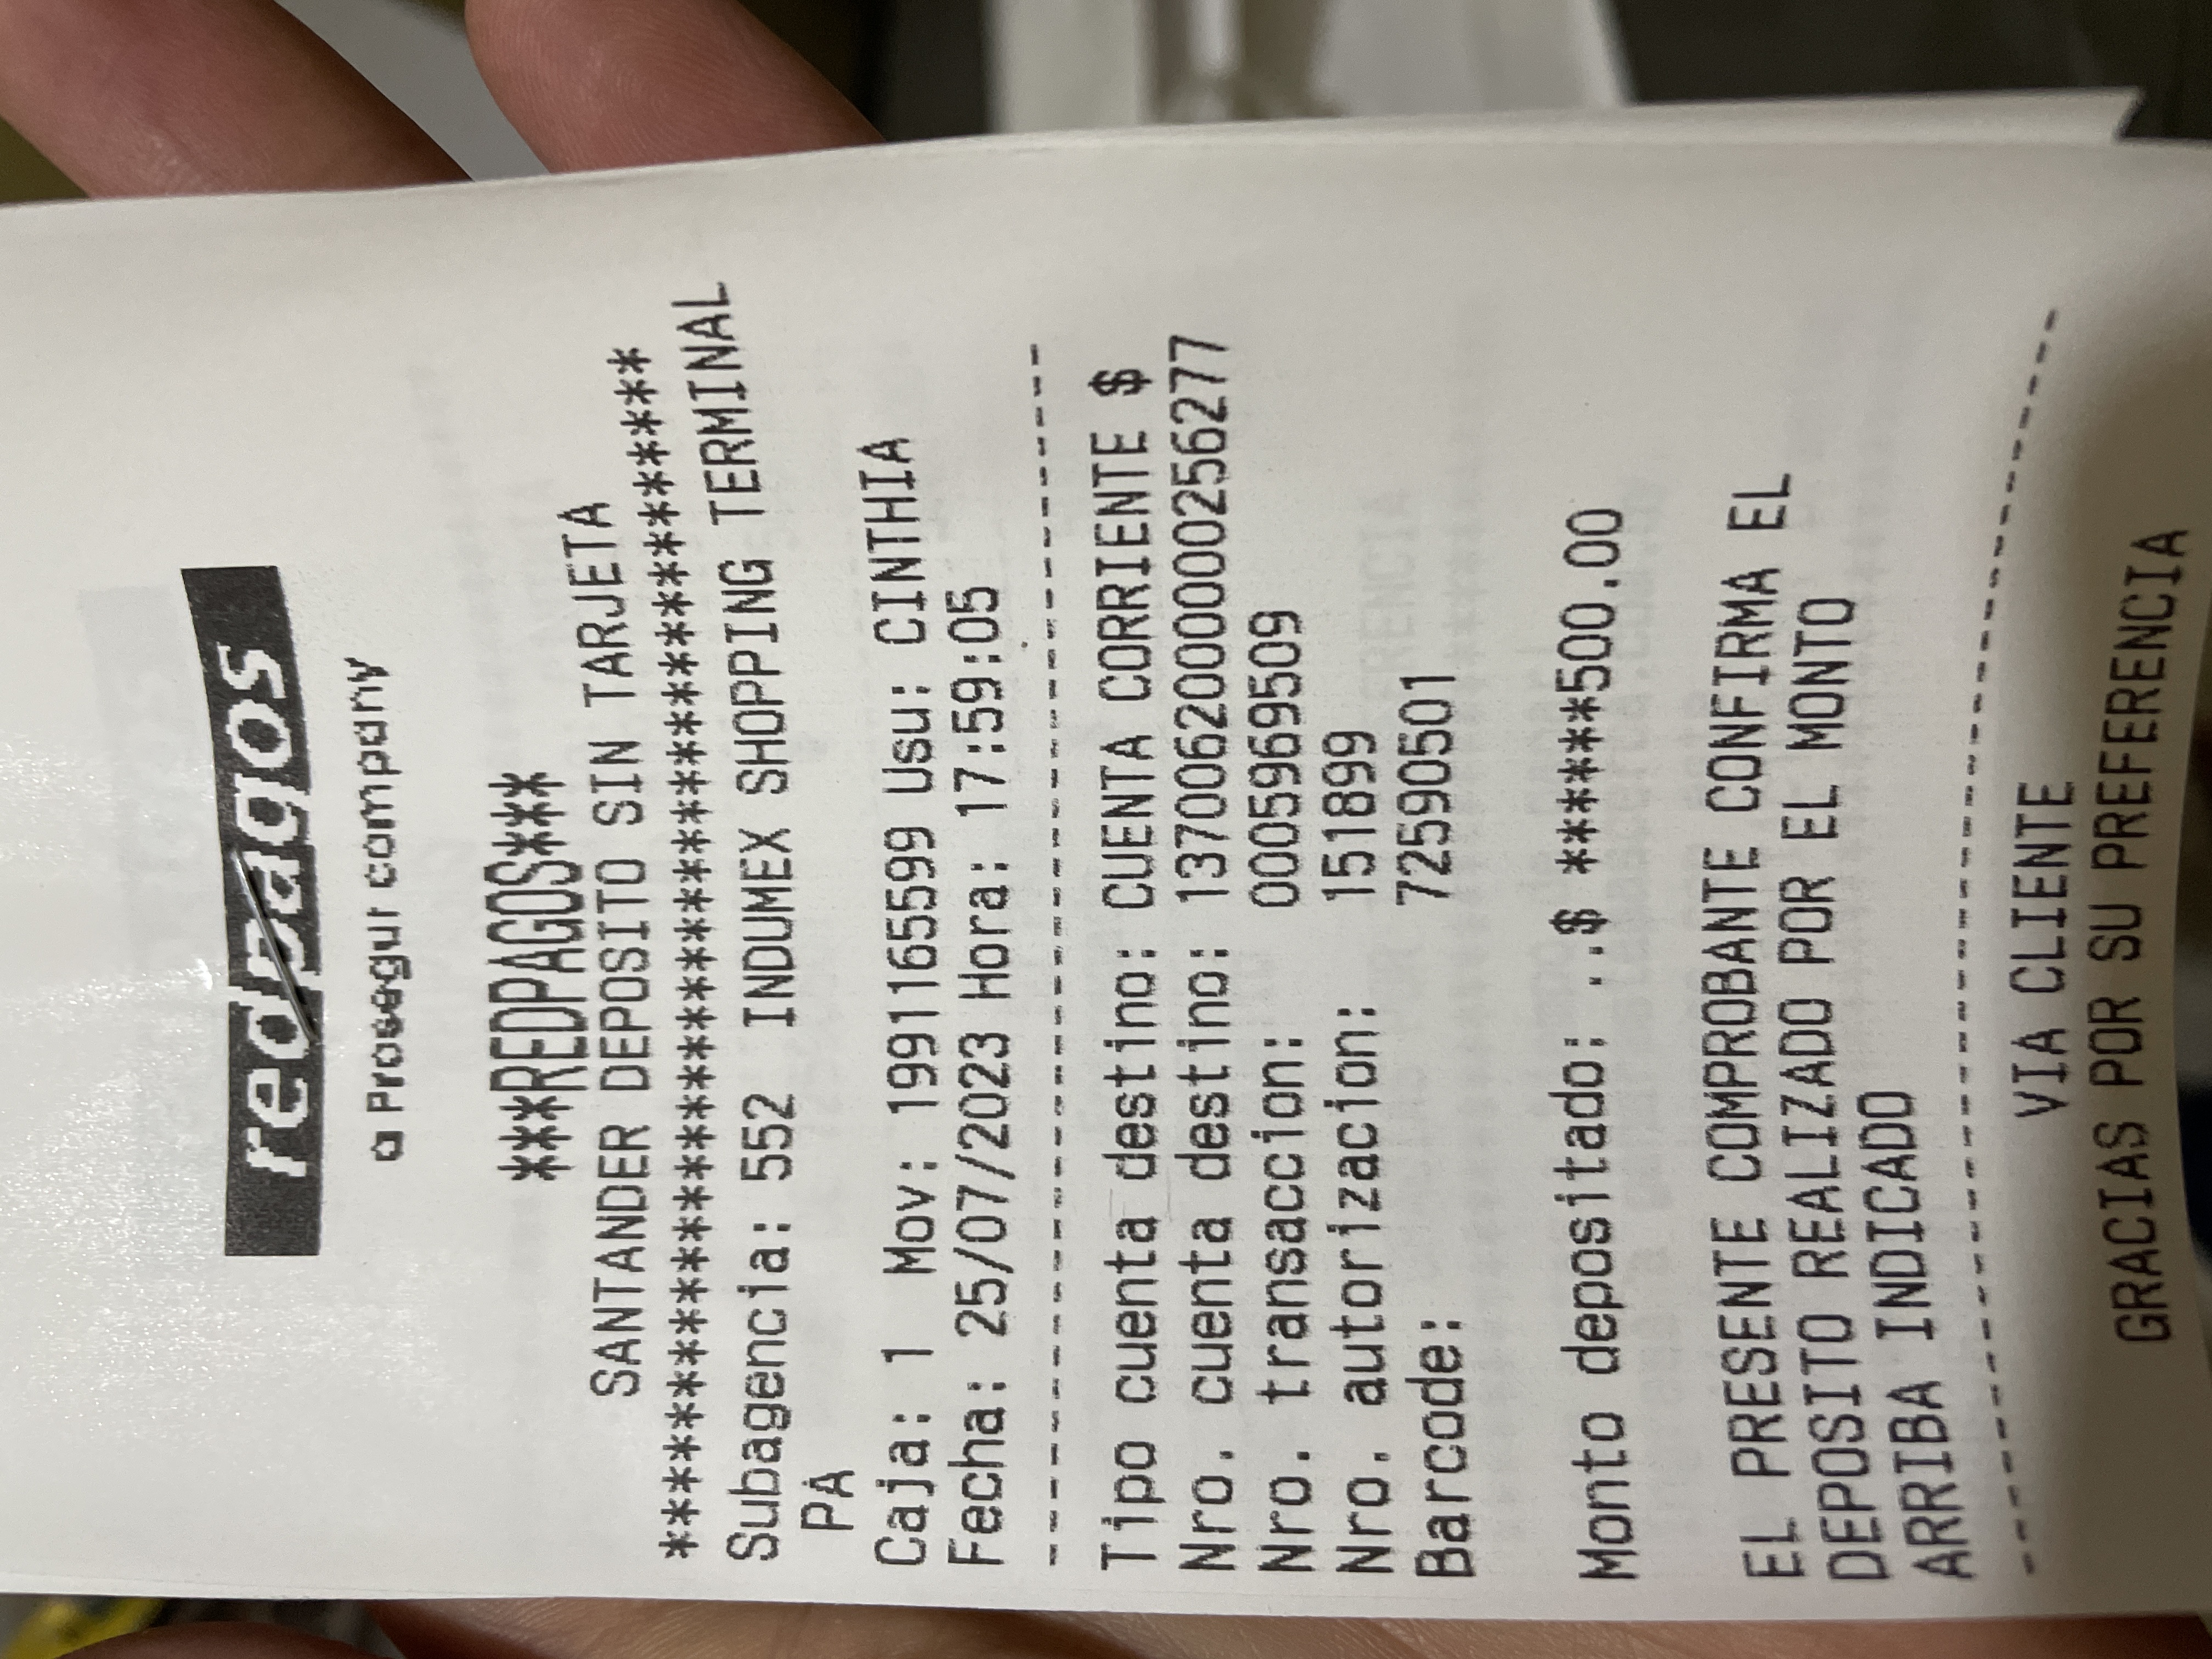 redpagos
a Prosegur company
***REDPAGOS***
SANTANDER DEPOSITO SIN TARJETA
****************************************
Subagencia: 552 INDUMEX SHOPPING TERMINAL
PA
Caja: 1 Mov: 1991165599 Usu: CINTHIA
Fecha: 25/07/2023 Hora: 17:59:05
----------------------------------------
Tipo cuenta destino: CUENTA CORRIENTE $
Nro. cuenta destino: 1370062000000256277
Nro. transaccion: 0005969509
Nro. autorizacion: 151899
Barcode: 72590501
Monto depositado: ..$ ******500.00
EL PRESENTE COMPROBANTE CONFIRMA EL
DEPOSITO REALIZADO POR EL MONTO
ARRIBA INDICADO
----------------------------------------
VIA CLIENTE
GRACIAS POR SU PREFERENCIA